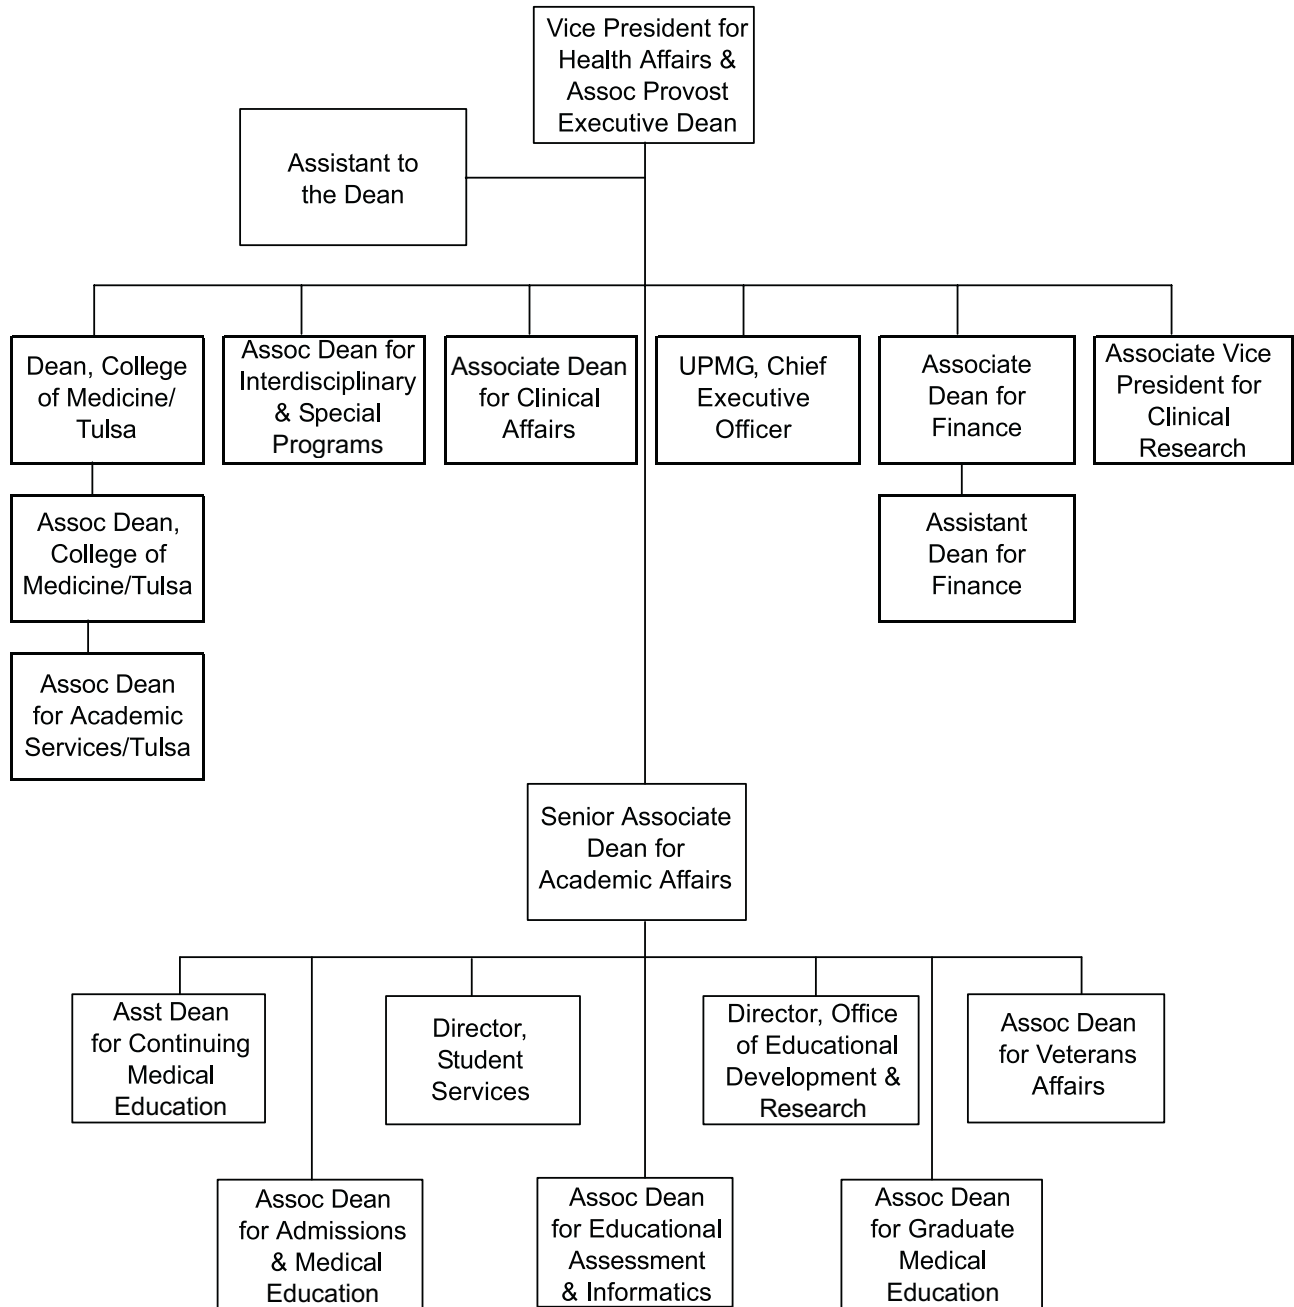 Vice President for
Health Affairs &
Assoc Provost
Executive Dean
Assistant to
the Dean
Dean, College
of Medicine/
Tulsa
Assoc Dean for
Interdisciplinary
& Special
Programs
Associate Dean
for Clinical
Affairs
UPMG, Chief
Executive
Officer
Associate
Dean for
Finance
Associate Vice
President for
Clinical
Research
Assoc Dean,
College of
Medicine/Tulsa
Assistant
Dean for
Finance
Assoc Dean
for Academic
Services/Tulsa
Senior Associate
Dean for
Academic Affairs
Asst Dean
for Continuing
Medical
Education
Director,
Student
Services
Director, Office
of Educational
Development &
Research
Assoc Dean
for Veterans
Affairs
Assoc Dean
for Admissions
& Medical
Education
Assoc Dean
for Educational
Assessment
& Informatics
Assoc Dean
for Graduate
Medical
Education